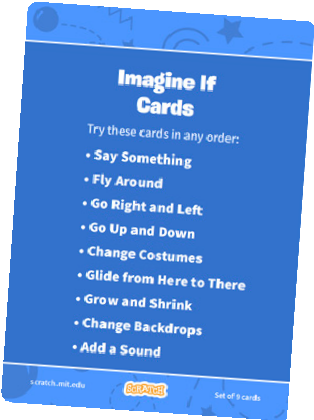 Imagine If
Cards
Try these cards in any order:
• Say Something
• Fly Around
• Go Right and Left
• Go Up and Down
• Change Costumes
• Glide from Here to There
• Grow and Shrink
• Change Backdrops
• Add a Sound
scratch.mit.edu
SCRATCH
Set of 9 cards